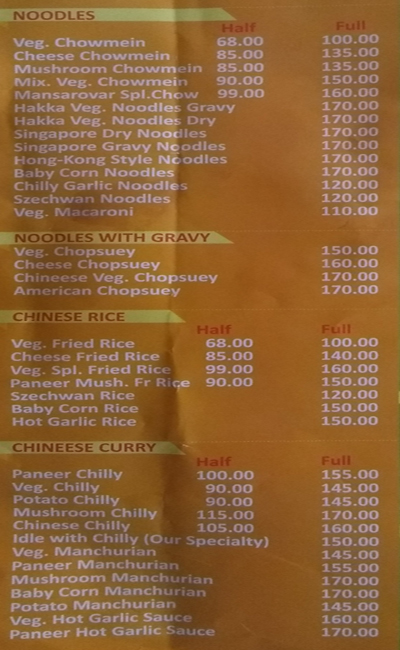 NOODLES
Half Full
Veg. Chowmein 68.00 100.00
Cheese Chowmein 85.00 135.00
Mushroom Chowmein 85.00 135.00
Mix. Veg. Chowmein 90.00 150.00
Mansarovar Spl.Chow 99.00 160.00
Hakka Veg. Noodles Gravy 170.00
Hakka Veg. Noodles Dry 170.00
Singapore Dry Noodles 170.00
Singapore Gravy Noodles 170.00
Hong-Kong Style Noodles 170.00
Baby Corn Noodles 170.00
Chilly Garlic Noodles 120.00
Szechwan Noodles 120.00
Veg. Macaroni 110.00
NOODLES WITH GRAVY
Veg. Chopsuey 150.00
Cheese Chopsuey 160.00
Chineese Veg. Chopsuey 170.00
American Chopsuey 170.00
CHINESE RICE
Half Full
Veg. Fried Rice 68.00 100.00
Cheese Fried Rice 85.00 140.00
Veg. Spl. Fried Rice 99.00 160.00
Paneer Mush. Fr Rice 90.00 150.00
Szechwan Rice 120.00
Baby Corn Rice 150.00
Hot Garlic Rice 150.00
CHINEESE CURRY
Half Full
Paneer Chilly 100.00 155.00
Veg. Chilly 90.00 145.00
Potato Chilly 90.00 145.00
Mushroom Chilly 115.00 170.00
Chinese Chilly 105.00 160.00
Idle with Chilly (Our Specialty) 150.00
Veg. Manchurian 145.00
Paneer Manchurian 155.00
Mushroom Manchurian 170.00
Baby Corn Manchurian 170.00
Potato Manchurian 145.00
Veg. Hot Garlic Sauce 160.00
Paneer Hot Garlic Sauce 170.00